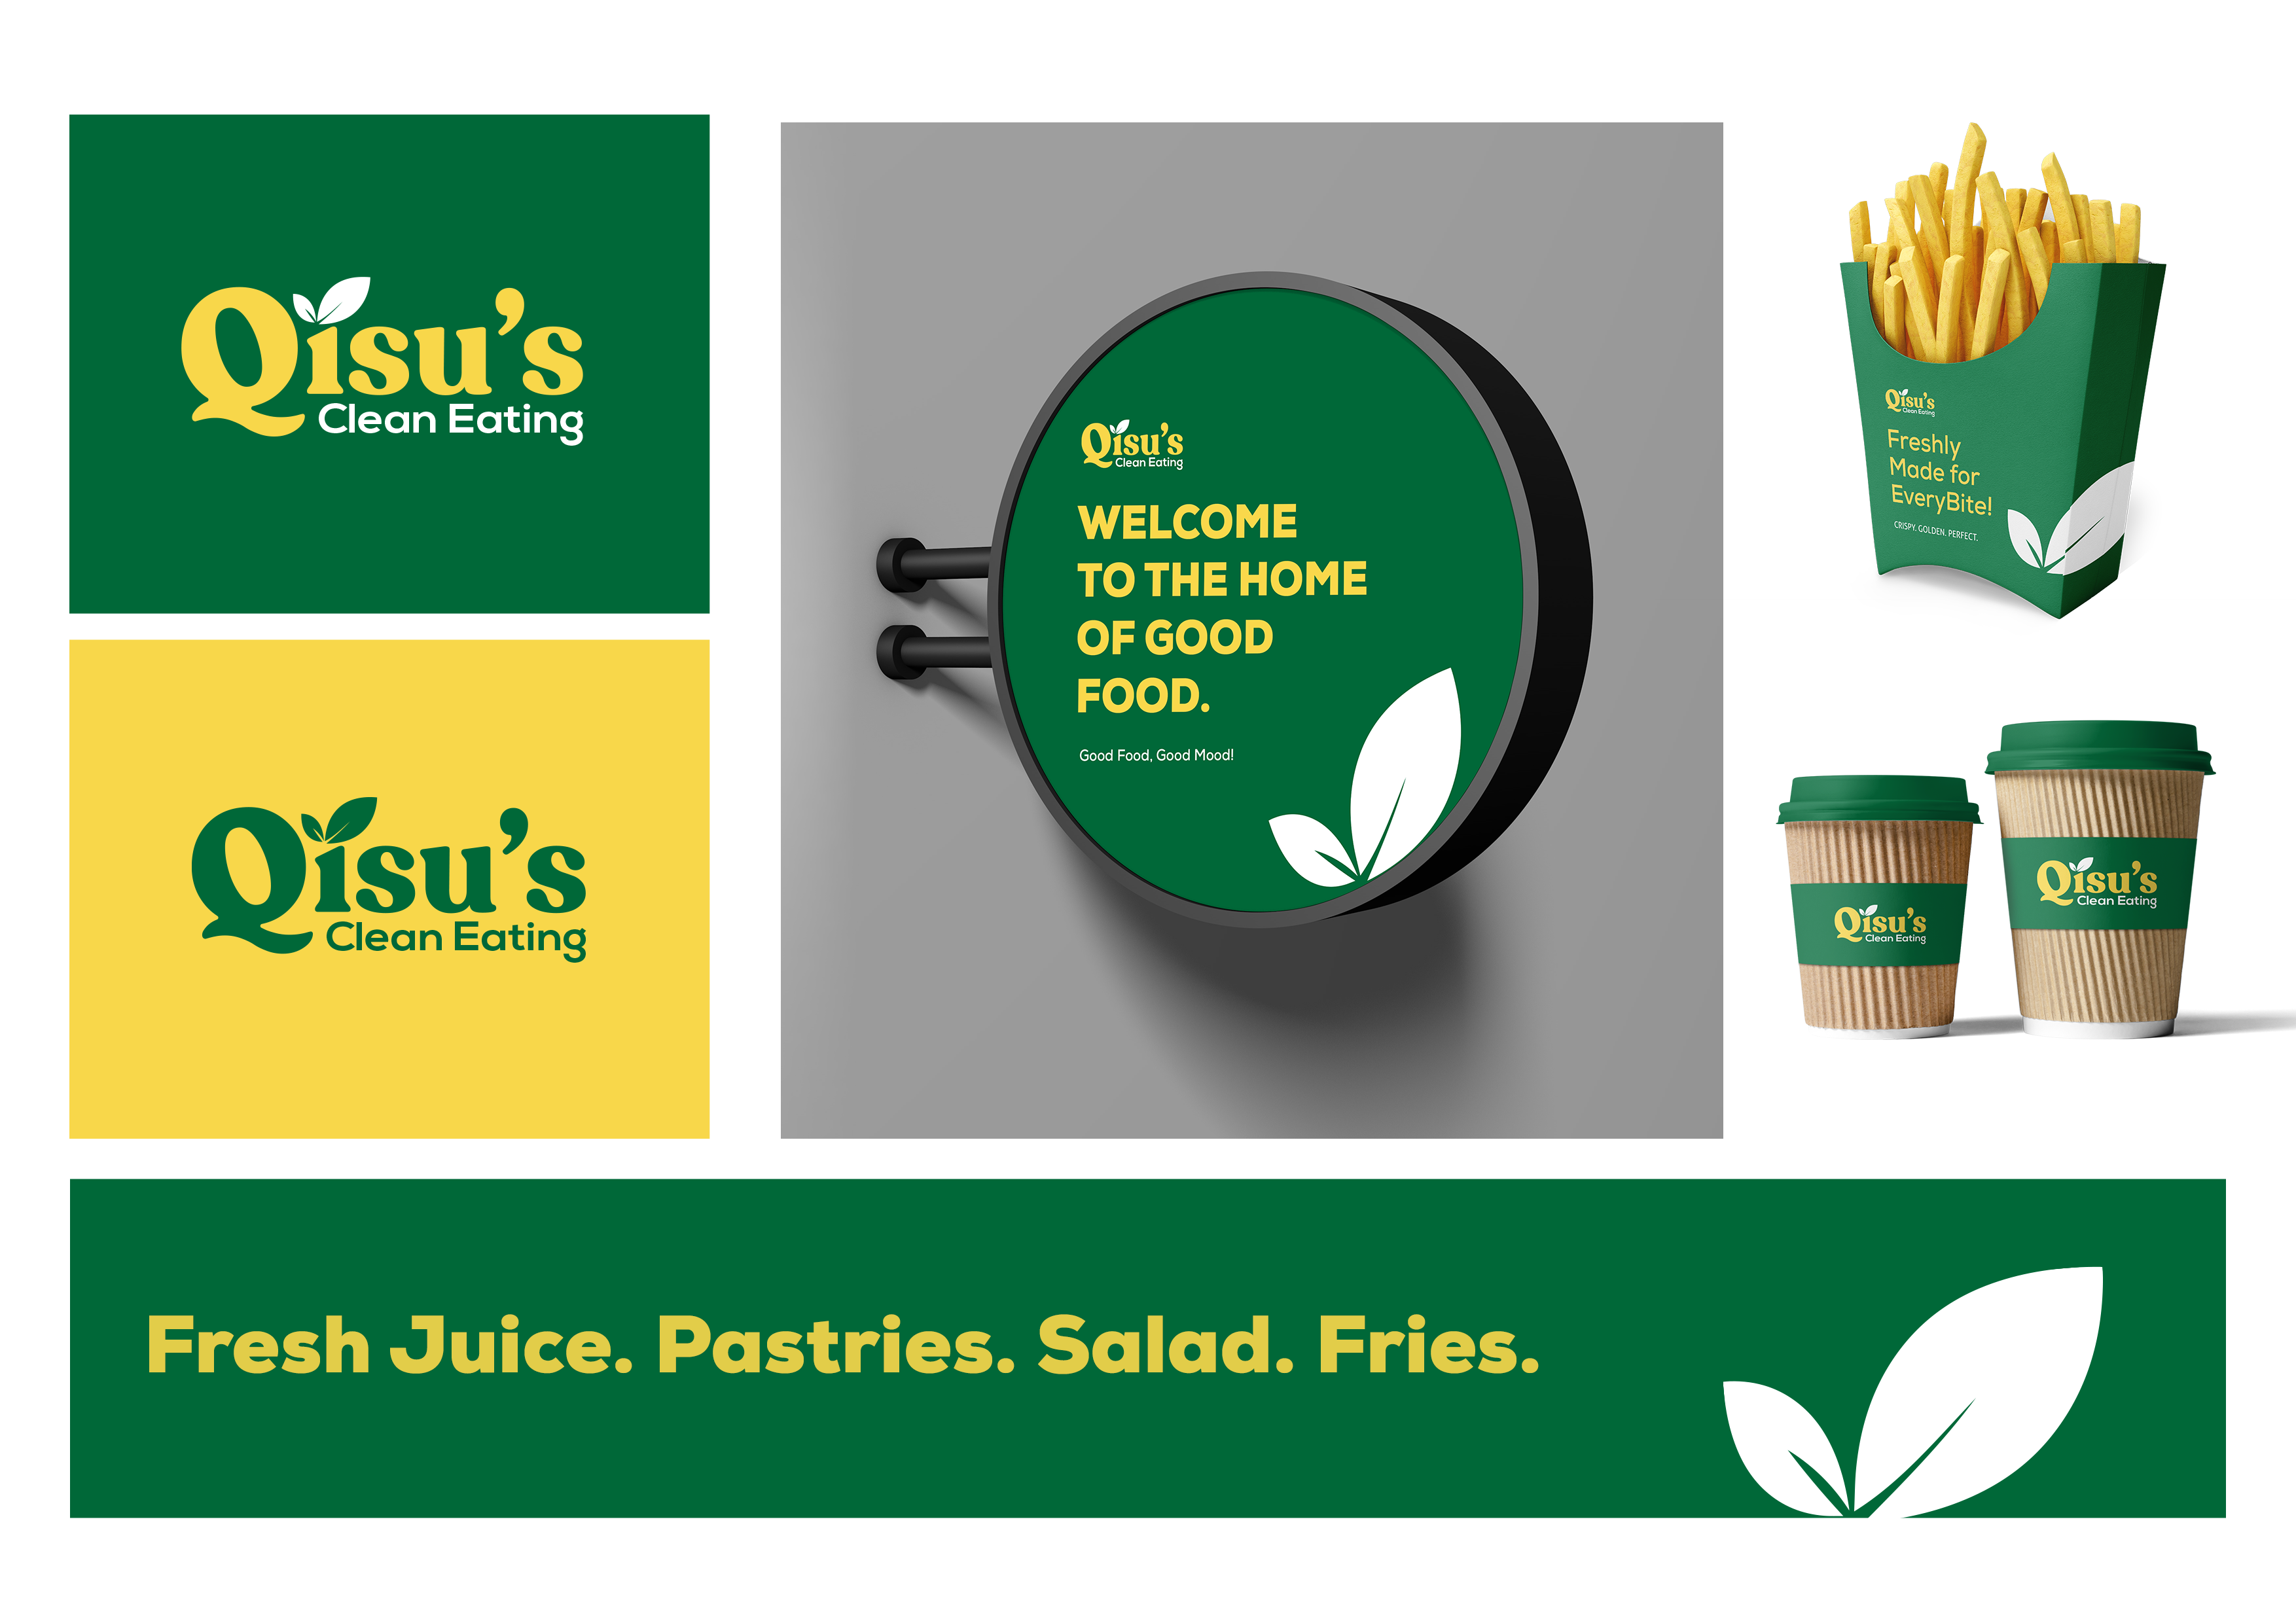 Qisu's
Clean Eating
Qisu's
Clean Eating
Qisu's
Clean Eating
WELCOME
TO THE HOME
OF GOOD
FOOD.
Good Food, Good Mood!
Qisu's
Clean Eating
Freshly
Made for
EveryBite!
CRISPY. GOLDEN. PERFECT.
Qisu's
Clean Eating
Qisu's
Clean Eating
Fresh Juice. Pastries. Salad. Fries.